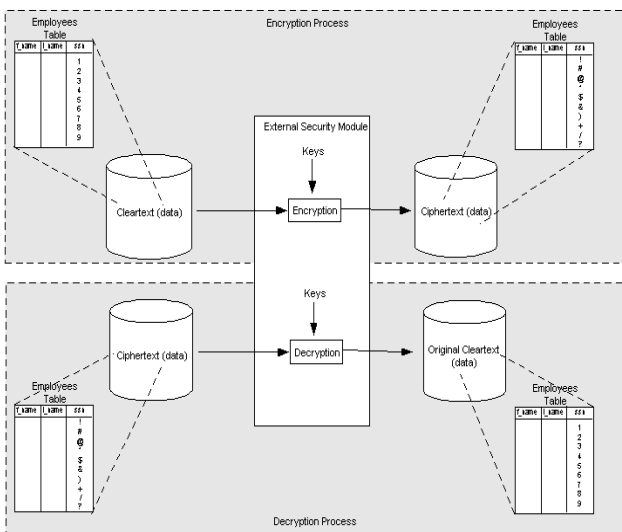 Encryption Process
Employees
Table
f_name l_name ssn
1
2
3
4
5
6
7
8
9
Cleartext (data)
External Security Module
Keys
Encryption
Employees
Table
f_name l_name ssn
!
#
@
$
&
)
+
/
?
Ciphertext (data)
Ciphertext (data)
Employees
Table
f_name l_name ssn
!
#
@
$
&
)
+
/
?
Keys
Decryption
Original Cleartext
(data)
Employees
Table
f_name l_name ssn
1
2
3
4
5
6
7
8
9
Decryption Process